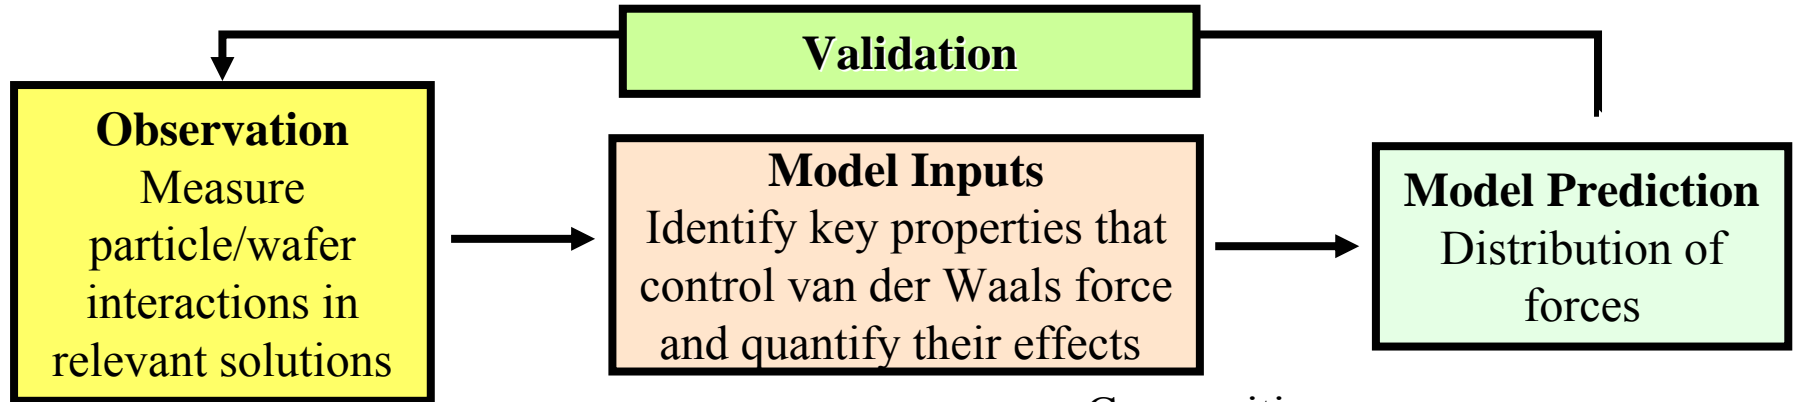 Validation
Observation
Measure
particle/wafer
interactions in
relevant solutions
Model Inputs
Identify key properties that
control van der Waals force
and quantify their effects
Model Prediction
Distribution of
forces